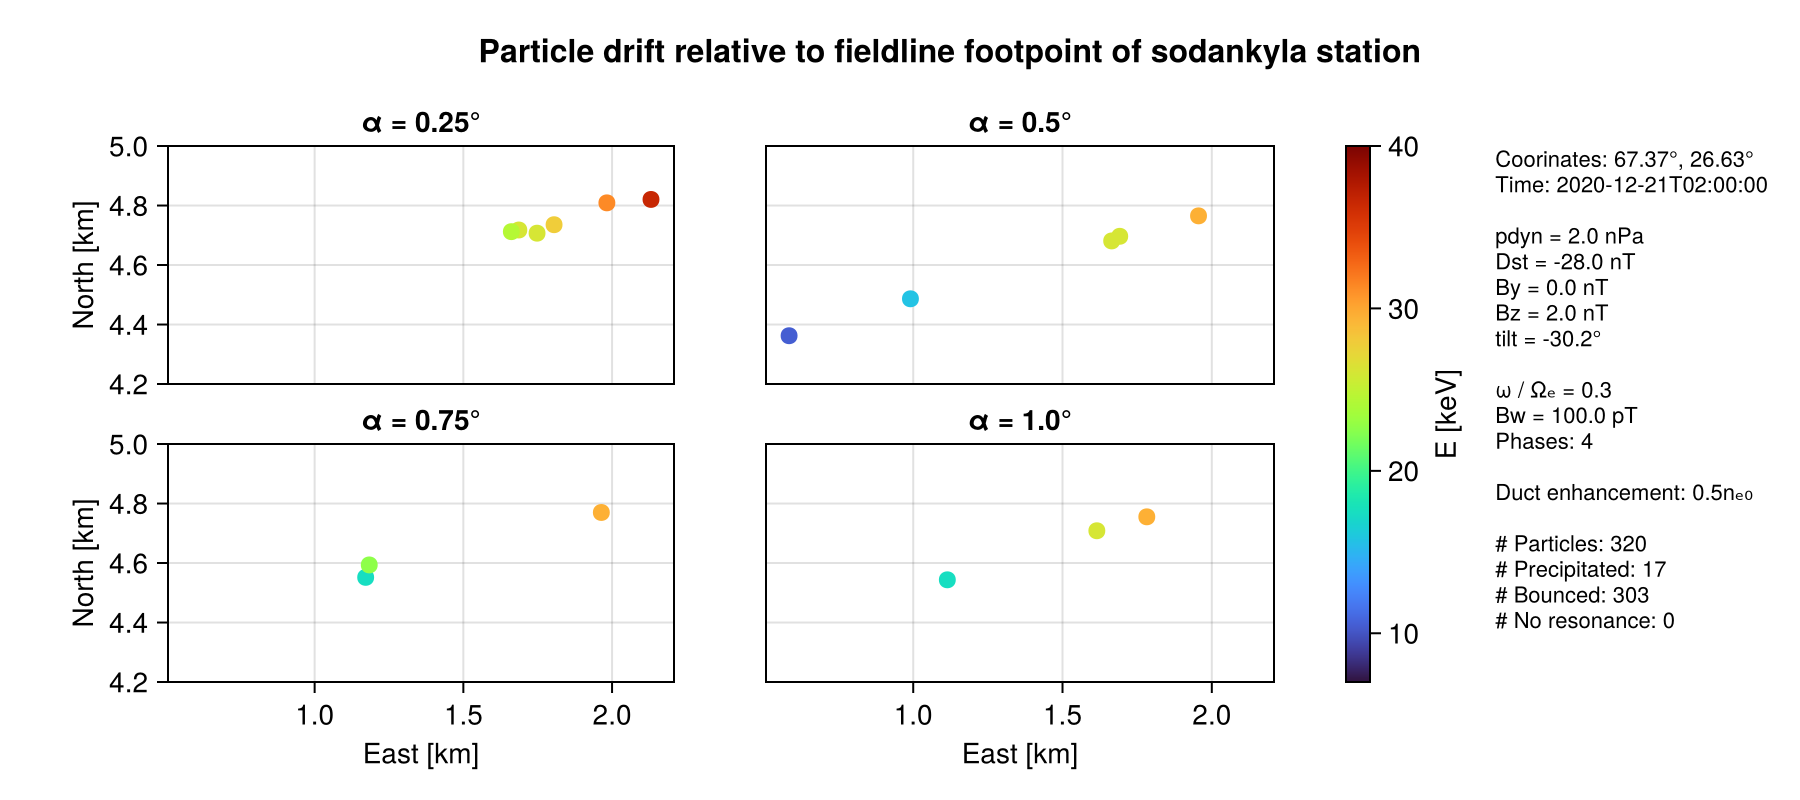 Particle drift relative to fieldline footpoint of sodankyla station
α = 0.25°
α = 0.5°
5.0
4.8
4.6
4.4
4.2
North [km]
α = 0.75°
α = 1.0°
5.0
4.8
4.6
4.4
4.2
North [km]
1.0 1.5 2.0
1.0 1.5 2.0
East [km]
East [km]
40
30
20
10
E [keV]
Coorinates: 67.37°, 26.63°
Time: 2020-12-21T02:00:00
pdyn = 2.0 nPa
Dst = -28.0 nT
By = 0.0 nT
Bz = 2.0 nT
tilt = -30.2°
ω / Ωₑ = 0.3
Bw = 100.0 pT
Phases: 4
Duct enhancement: 0.5nₑ₀
# Particles: 320
# Precipitated: 17
# Bounced: 303
# No resonance: 0